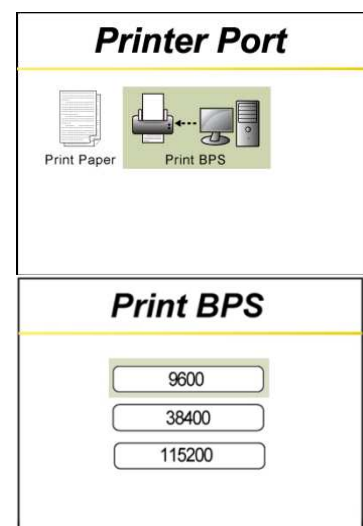 Printer Port
Print Paper Print BPS
Print BPS
9600
38400
115200